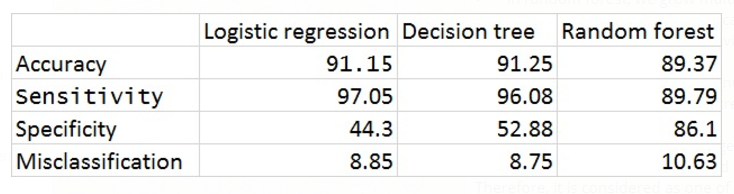 Logistic regression Decision tree Random forest
Accuracy 91.15 91.25 89.37
Sensitivity 97.05 96.08 89.79
Specificity 44.3 52.88 86.1
Misclassification 8.85 8.75 10.63